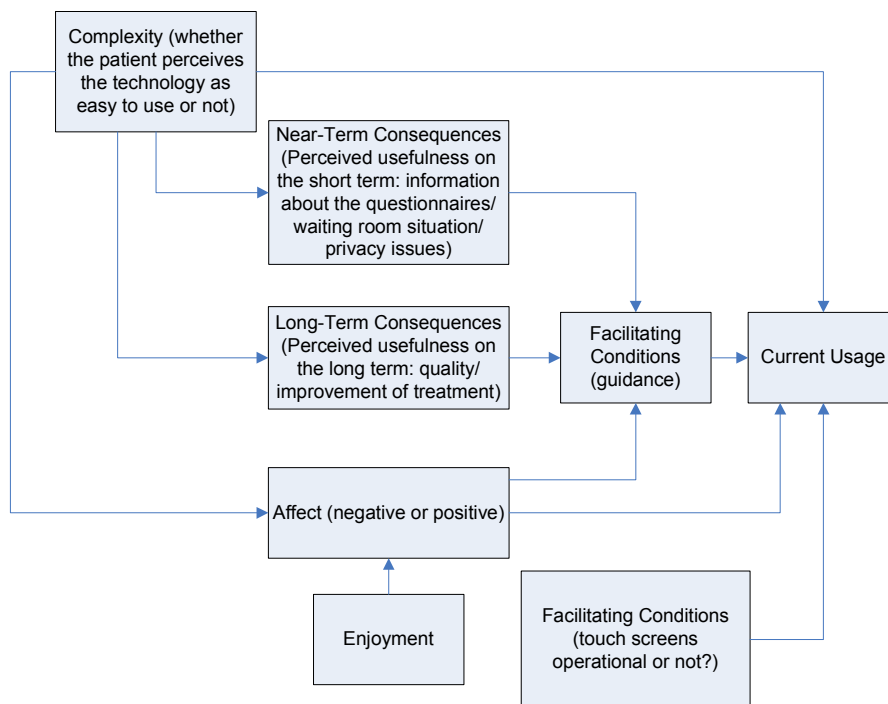 Complexity (whether
the patient perceives
the technology as
easy to use or not)
Near-Term Consequences
(Perceived usefulness on
the short term: information
about the questionnaires/
waiting room situation/
privacy issues)
Long-Term Consequences
(Perceived usefulness on
the long term: quality/
improvement of treatment)
Facilitating
Conditions
(guidance)
Current Usage
Affect (negative or positive)
Enjoyment
Facilitating Conditions
(touch screens
operational or not?)